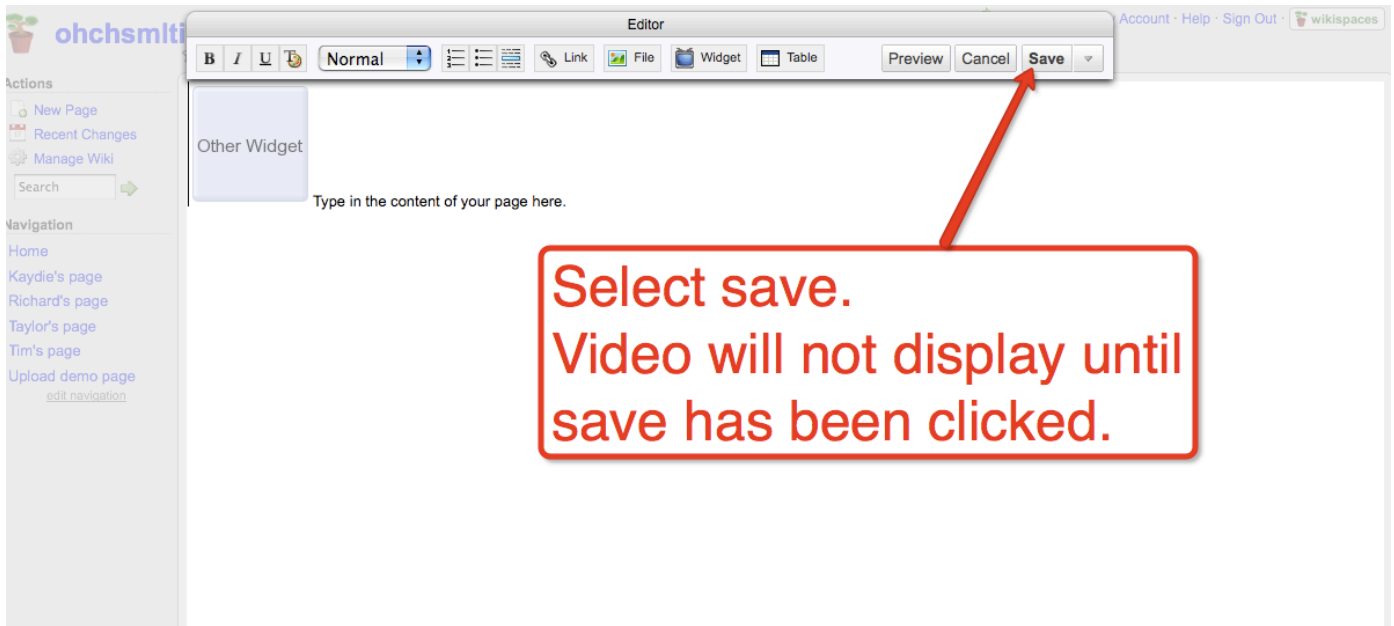 ohchsmlti
Account · Help · Sign Out · wikispaces
Editor
B I U T Normal Link File Widget Table Preview Cancel Save
Actions
New Page
Recent Changes
Manage Wiki
Search
Navigation
Home
Kaydie's page
Richard's page
Taylor's page
Tim's page
Upload demo page
edit navigation
Other Widget
Type in the content of your page here.
Select save.
Video will not display until
save has been clicked.